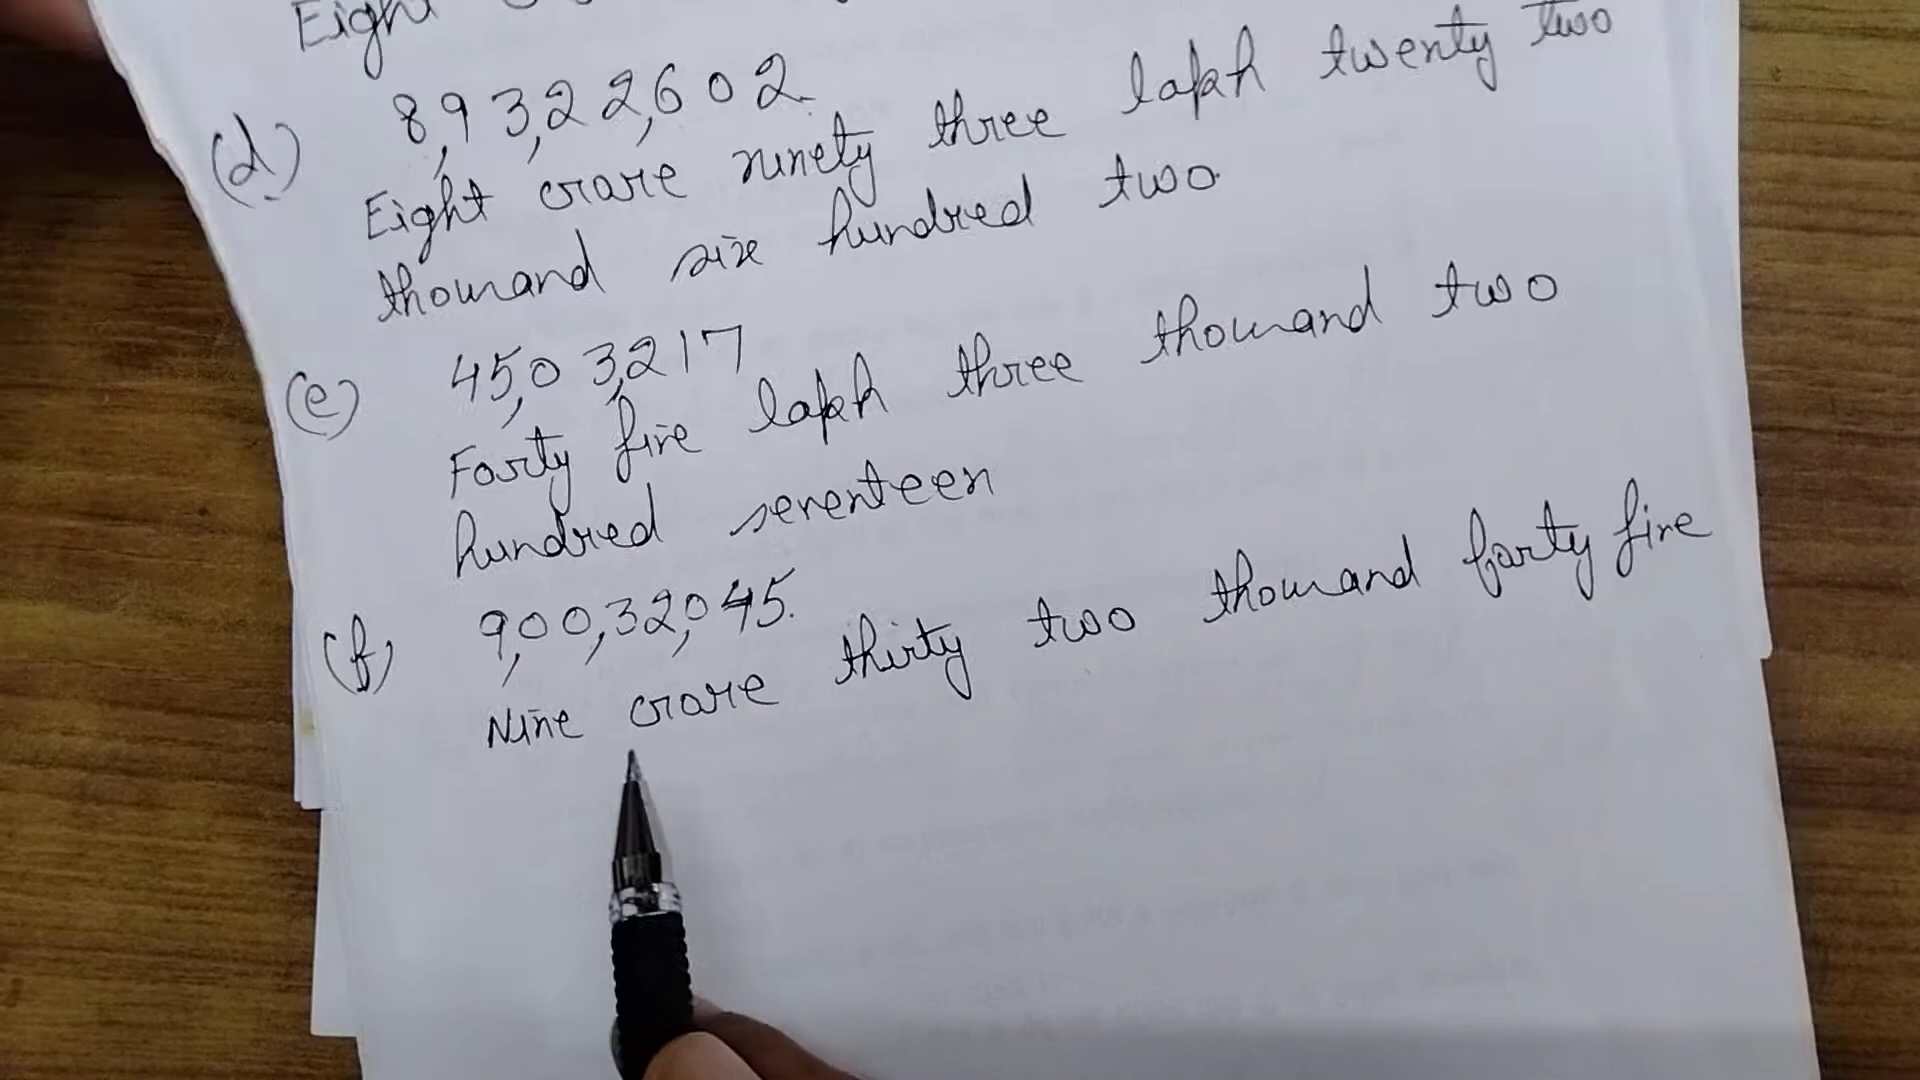 Eight
(d) 8,93,22,602.
Eight crore ninety three lakh twenty two
thousand six hundred two.
(e) 45,03,217
Forty five lakh three thousand two
hundred seventeen
(f) 9,00,32,045.
Nine crore thirty two thousand forty five